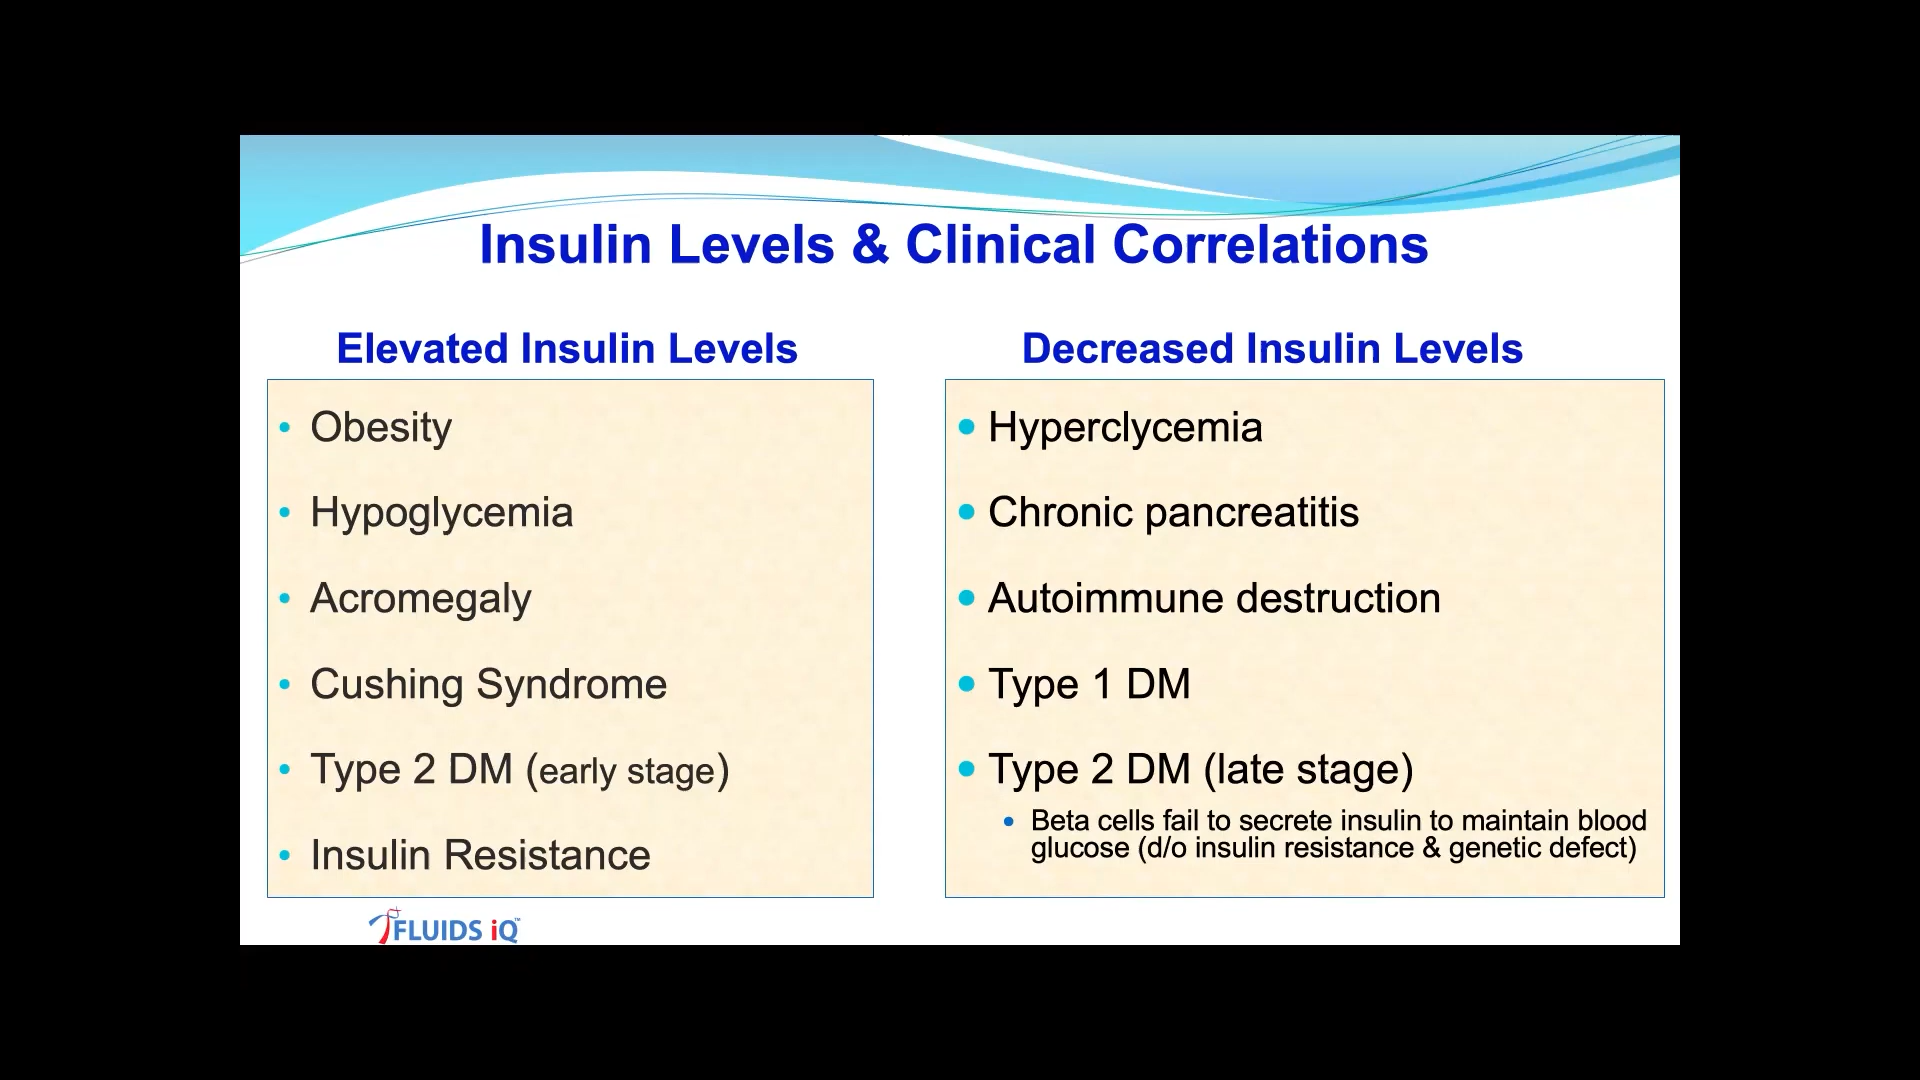 Insulin Levels & Clinical Correlations
Elevated Insulin Levels
• Obesity
• Hypoglycemia
• Acromegaly
• Cushing Syndrome
• Type 2 DM (early stage)
• Insulin Resistance
Decreased Insulin Levels
• Hyperclycemia
• Chronic pancreatitis
• Autoimmune destruction
• Type 1 DM
• Type 2 DM (late stage)
• Beta cells fail to secrete insulin to maintain blood
glucose (d/o insulin resistance & genetic defect)
FLUIDS iQ™